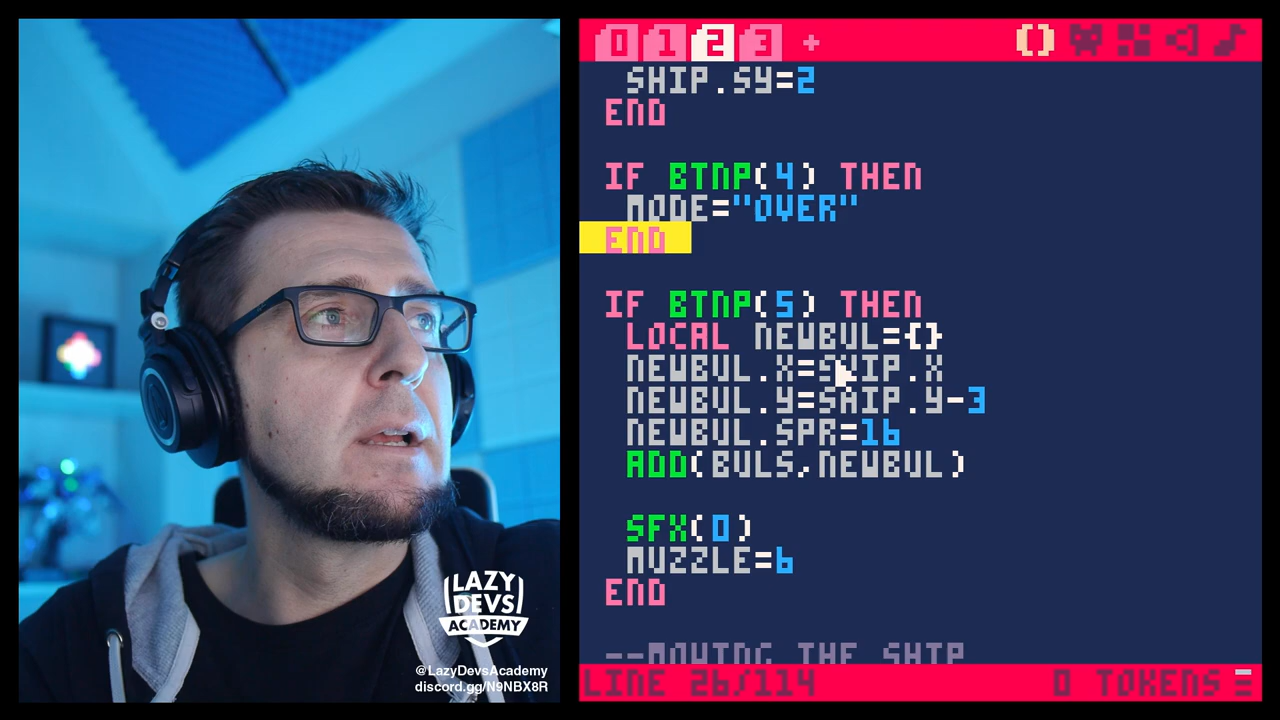 0 1 2 3 +
SHIP.SY=2
END
IF BTNP(4) THEN
MODE="OVER"
END
IF BTNP(5) THEN
LOCAL NEWBUL={}
NEWBUL.X=SHIP.X
NEWBUL.Y=SHIP.Y-3
NEWBUL.SPR=16
ADD(BULS,NEWBUL)
SFX(0)
MUZZLE=6
END
--MOVING THE SHIP
LINE 26/114
0 TOKENS
LAZY
DEVS
ACADEMY
@LazyDevsAcademy
discord.gg/N9NBX8R